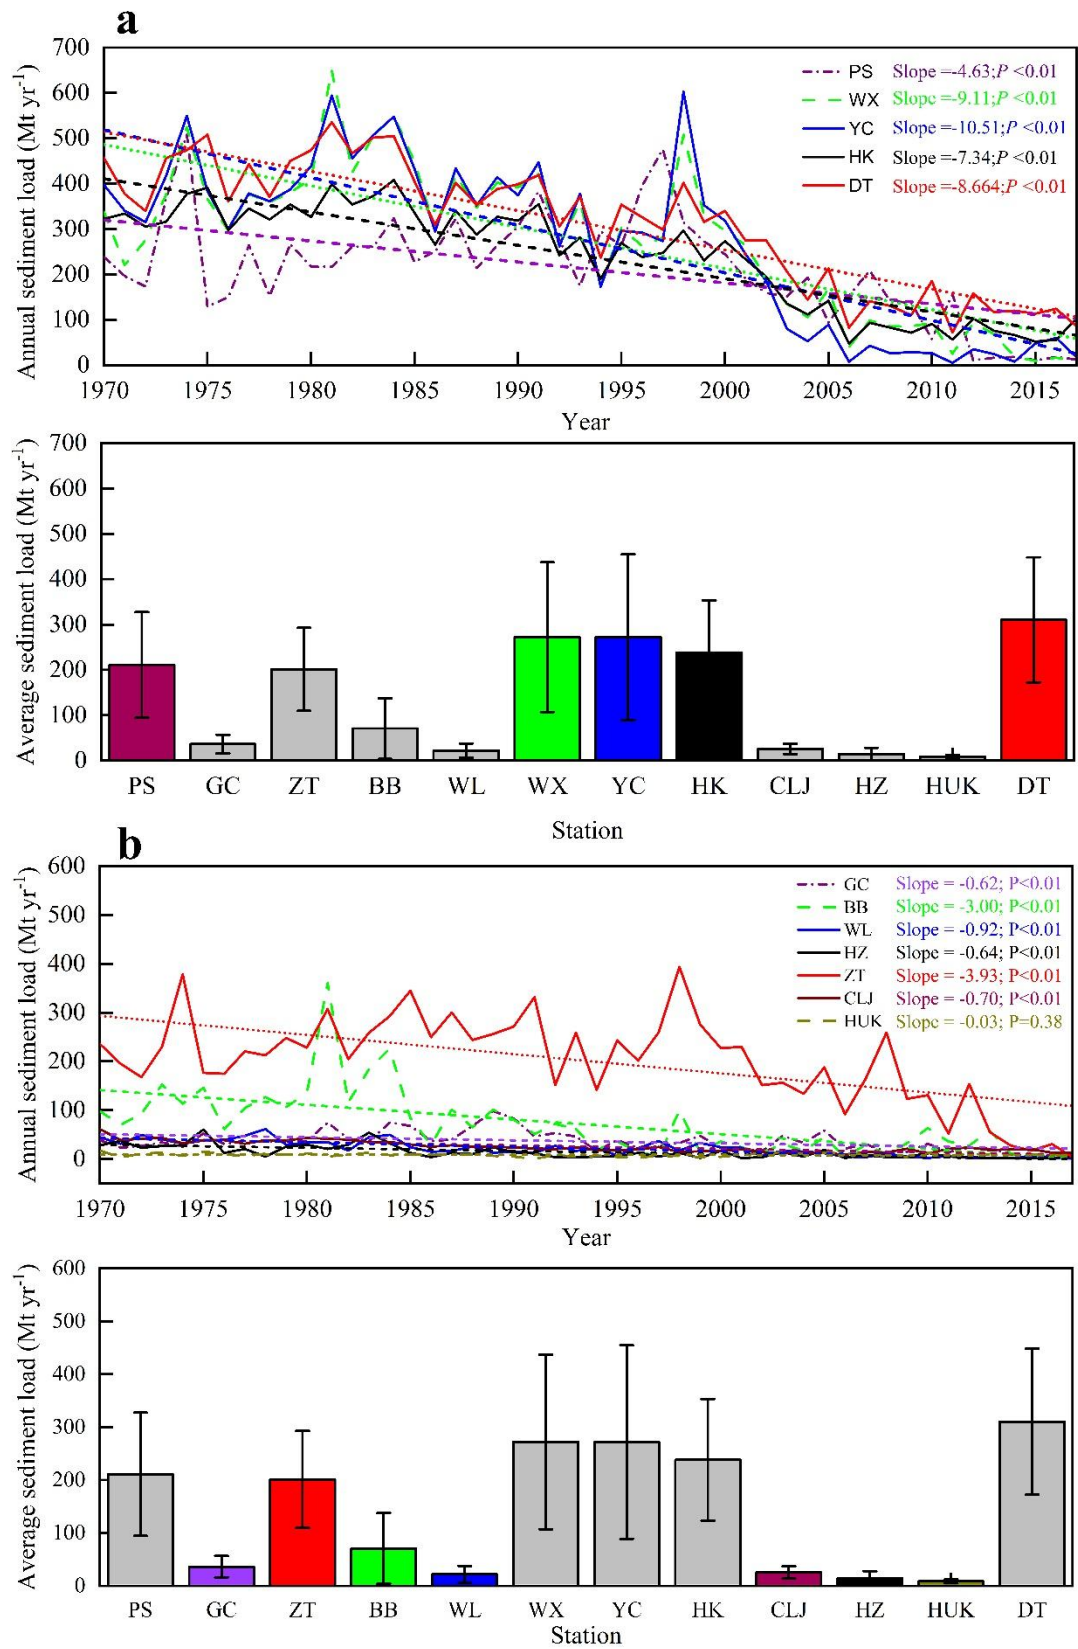 a
Annual sediment load (Mt yr-1)
700
600
500
400
300
200
100
0
PS Slope =-4.63;P <0.01
WX Slope =-9.11;P <0.01
YC Slope =-10.51;P <0.01
HK Slope =-7.34;P <0.01
DT Slope =-8.664;P <0.01
1970 1975 1980 1985 1990 1995 2000 2005 2010 2015
Year
Average sediment load (Mt yr-1)
700
600
500
400
300
200
100
0
PS GC ZT BB WL WX YC HK CLJ HZ HUK DT
Station
b
Annual sediment load (Mt yr-1)
600
500
400
300
200
100
0
GC Slope = -0.62; P<0.01
BB Slope = -3.00; P<0.01
WL Slope = -0.92; P<0.01
HZ Slope = -0.64; P<0.01
ZT Slope = -3.93; P<0.01
CLJ Slope = -0.70; P<0.01
HUK Slope = -0.03; P=0.38
1970 1975 1980 1985 1990 1995 2000 2005 2010 2015
Year
Average sediment load (Mt yr-1)
600
500
400
300
200
100
0
PS GC ZT BB WL WX YC HK CLJ HZ HUK DT
Station